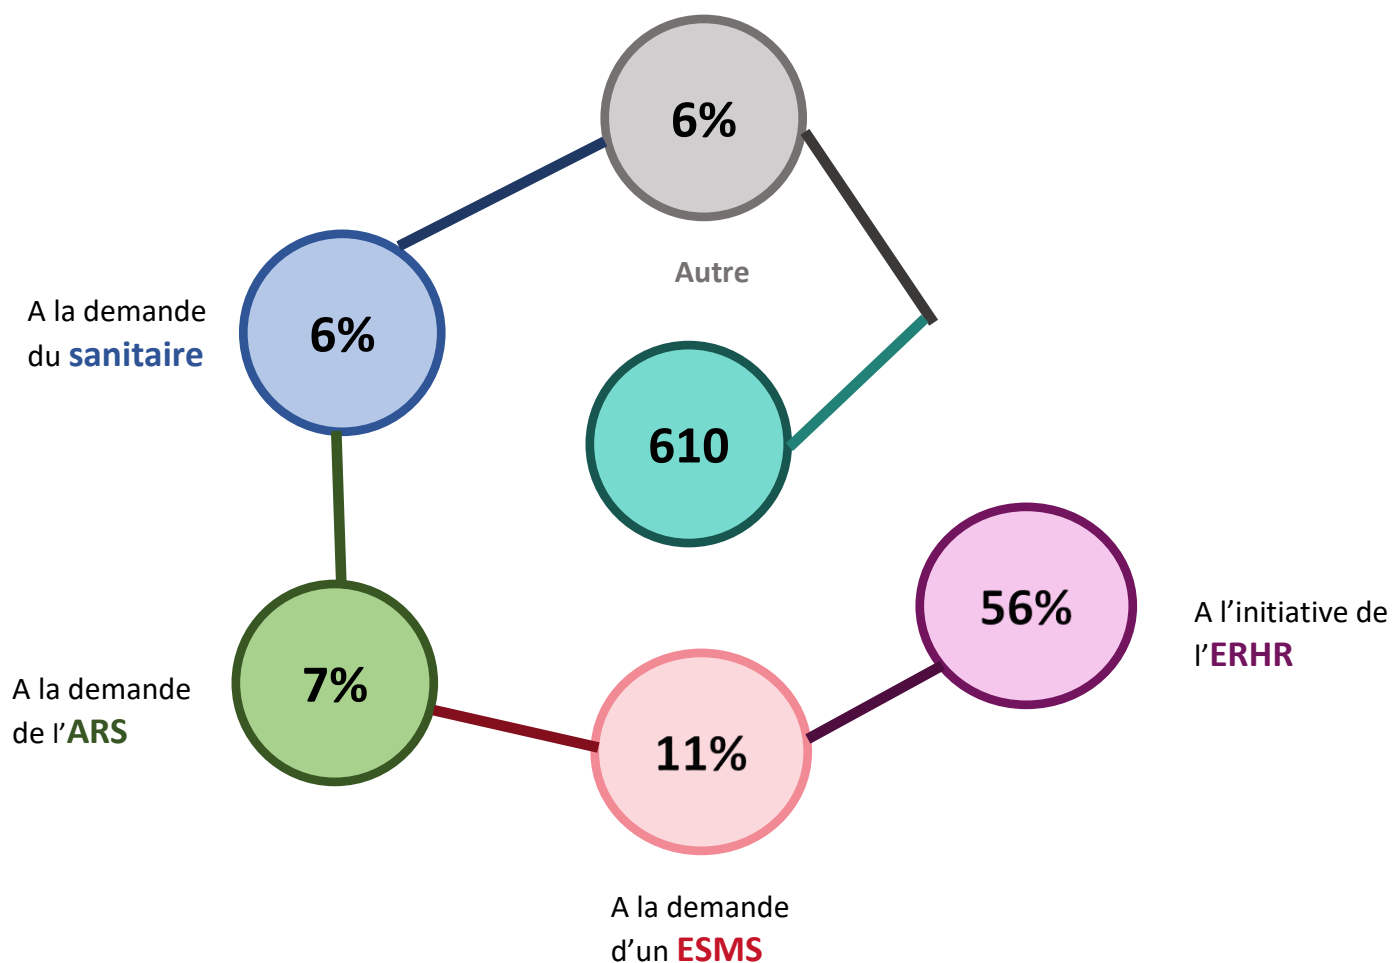 6%
Autre
A la demande
du sanitaire
6%
610
56%
A l’initiative de
l’ERHR
A la demande
de l’ARS
7%
11%
A la demande
d’un ESMS